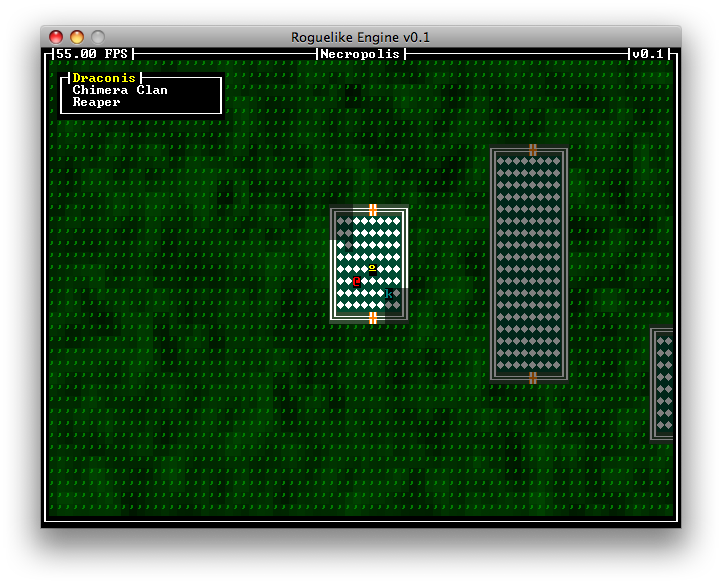 Roguelike Engine v0.1
55.00 FPS
Necropolis
v0.1
Draconis
Chimera Clan
Reaper
º
@
k